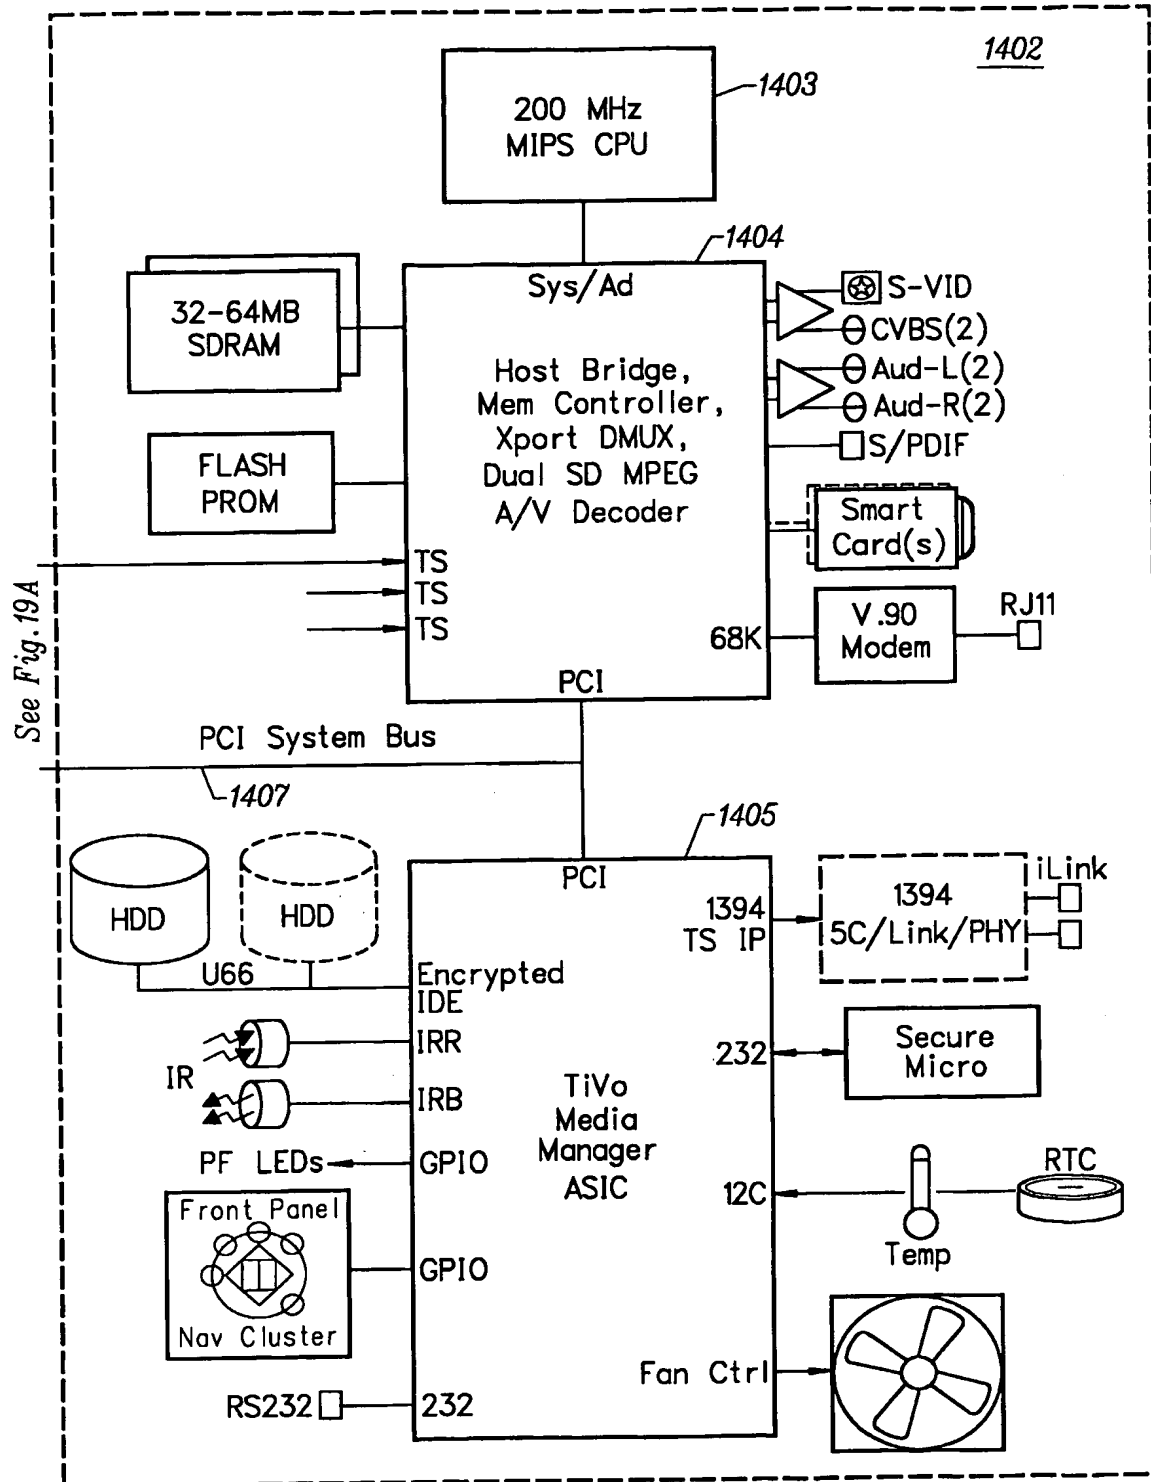 1402
200 MHz
MIPS CPU
1403
1404
Sys/Ad
32-64MB
SDRAM
Host Bridge,
Mem Controller,
Xport DMUX,
Dual SD MPEG
A/V Decoder
S-VID
CVBS(2)
Aud-L(2)
Aud-R(2)
S/PDIF
FLASH
PROM
Smart
Card(s)
TS
TS
TS
See Fig.19A
68K
V.90
Modem
RJ11
PCI
PCI System Bus
1407
1405
PCI
HDD
HDD
U66
Encrypted
IDE
1394
TS IP
1394
5C/Link/PHY
iLink
IR
IRR
IRB
232
Secure
Micro
TiVo
Media
Manager
ASIC
PF LEDs
GPIO
12C
Temp
RTC
Front Panel
Nav Cluster
GPIO
Fan Ctrl
RS232
232